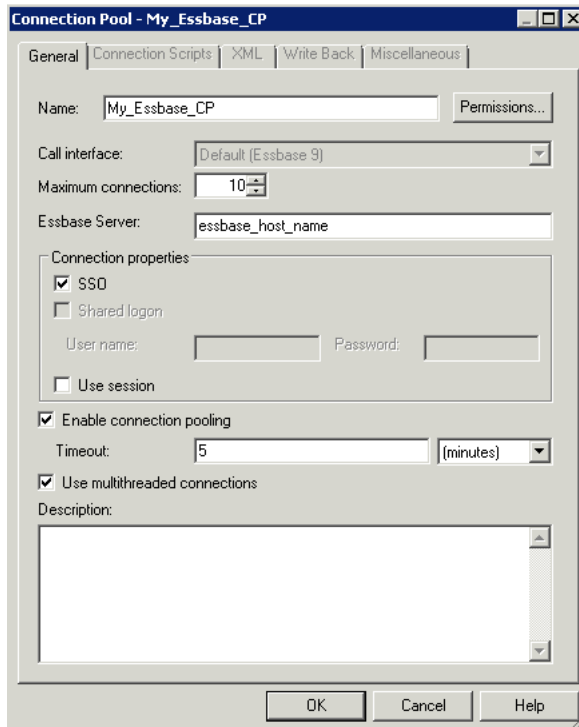 Connection Pool - My_Essbase_CP
General Connection Scripts XML Write Back Miscellaneous
Name: My_Essbase_CP Permissions...
Call interface: Default (Essbase 9)
Maximum connections: 10
Essbase Server: essbase_host_name
Connection properties
SSO
Shared logon
User name: Password:
Use session
Enable connection pooling
Timeout: 5 (minutes)
Use multithreaded connections
Description:
OK Cancel Help